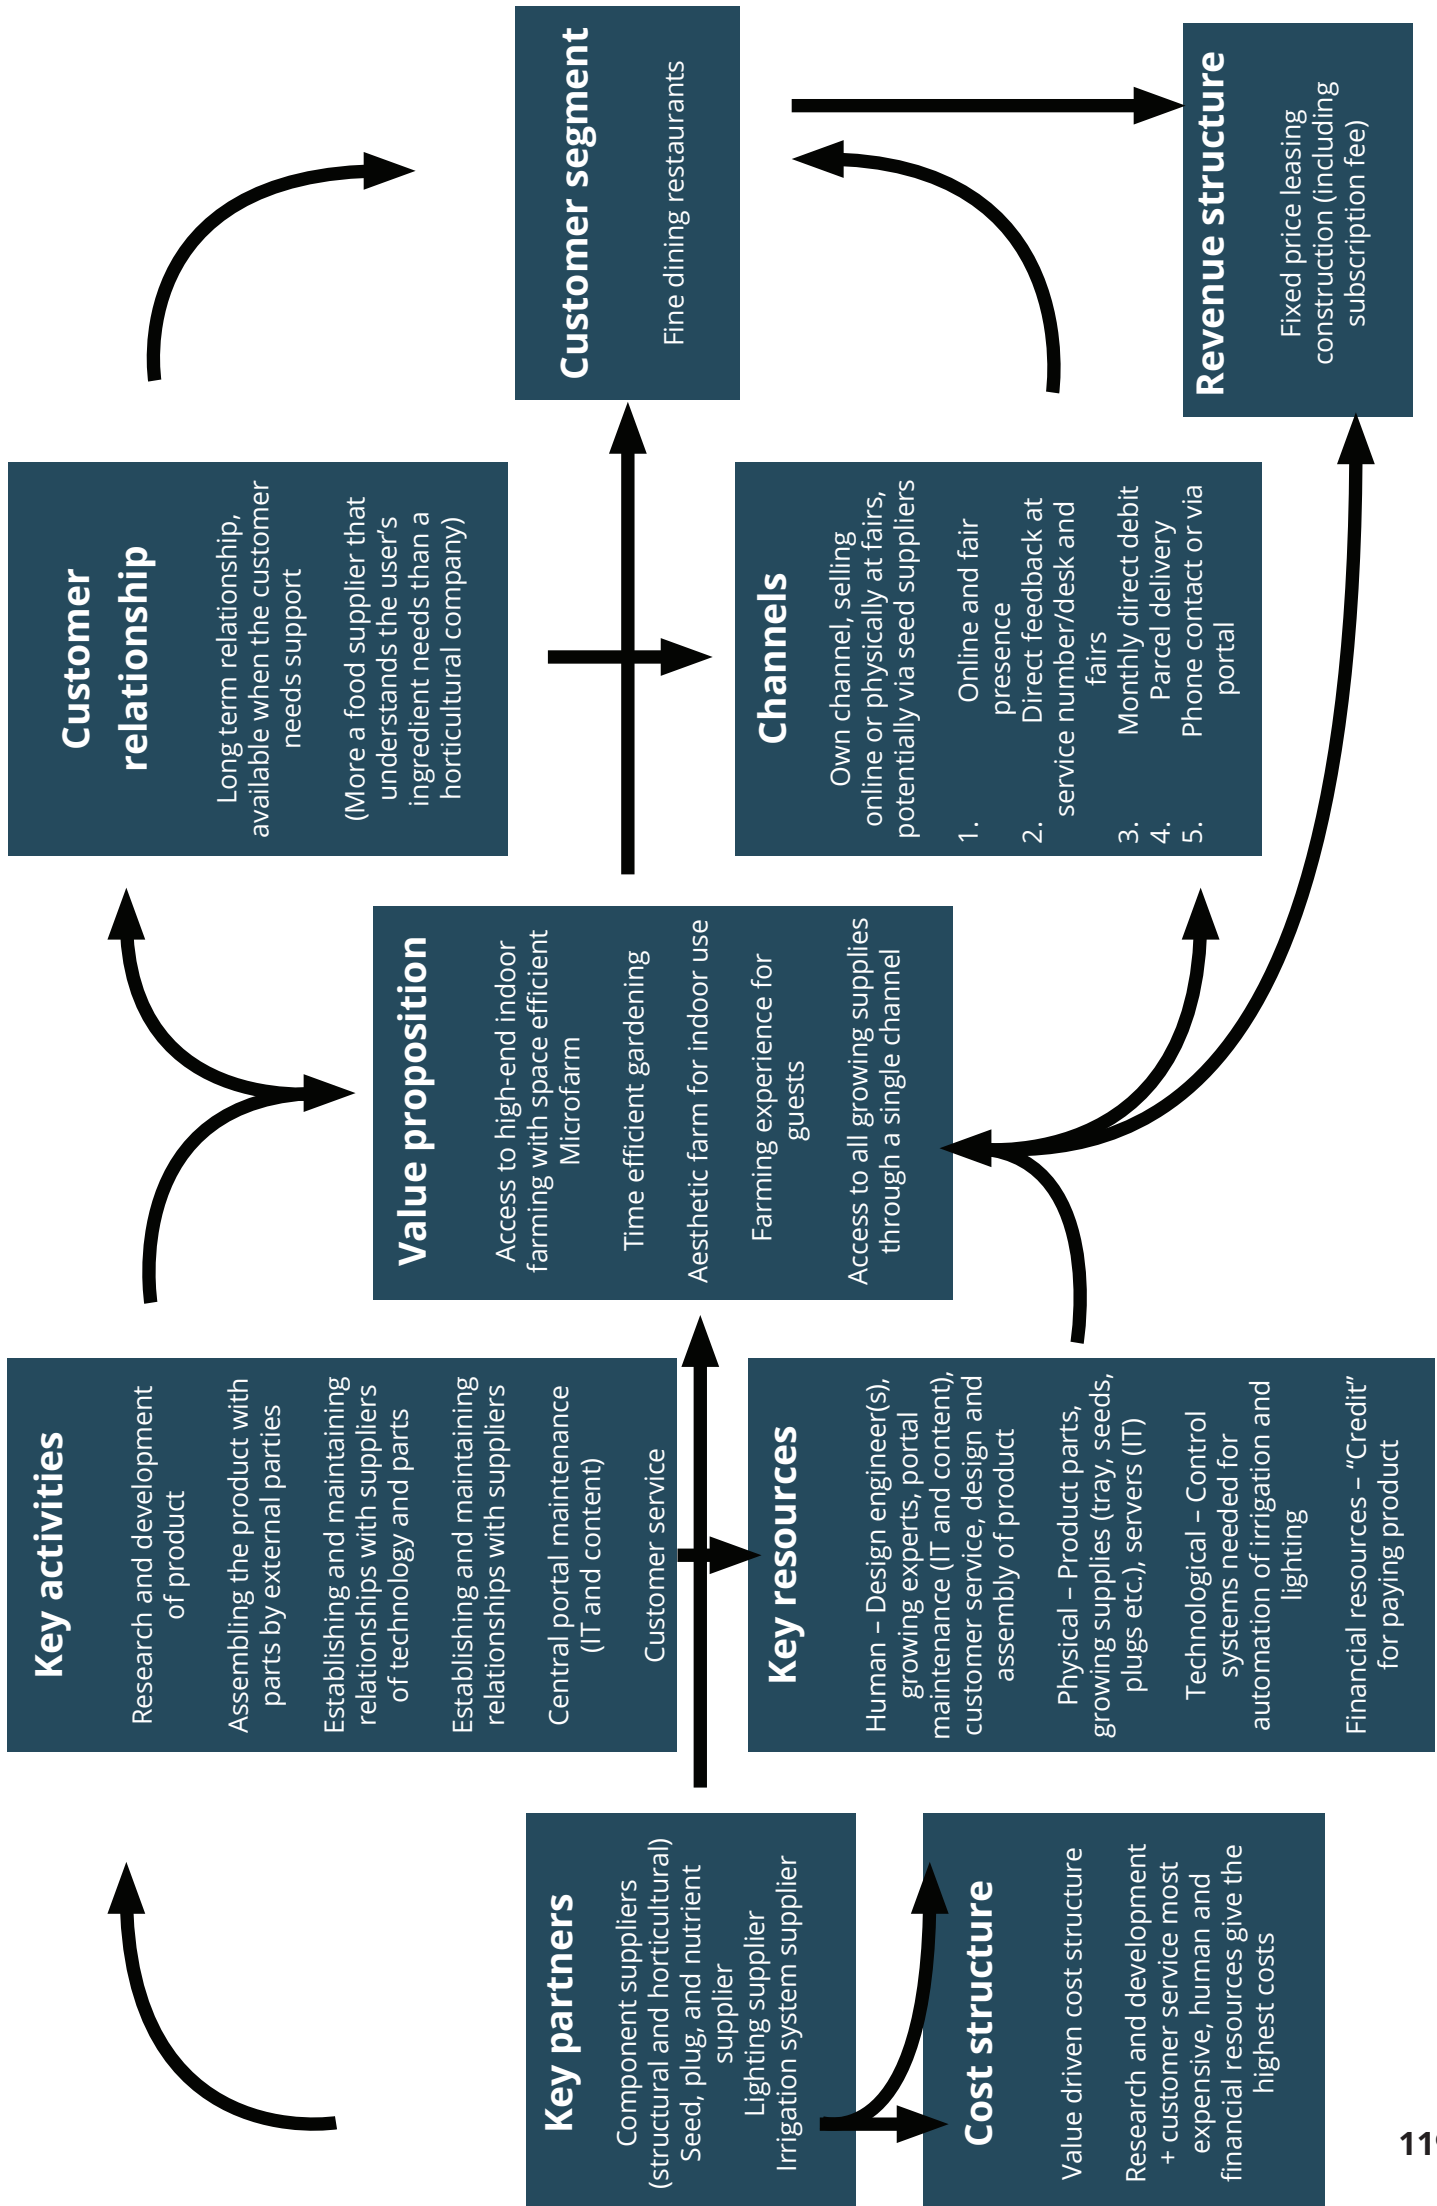 Key partners
Component suppliers
(structural and horticultural)
Seed, plug, and nutrient
supplier
Lighting supplier
Irrigation system supplier
Cost structure
Value driven cost structure
Research and development
+ customer service most
expensive, human and
financial resources give the
highest costs
Key activities
Research and development
of product
Assembling the product with
parts by external parties
Establishing and maintaining
relationships with suppliers
of technology and parts
Establishing and maintaining
relationships with suppliers
Central portal maintenance
(IT and content)
Customer service
Key resources
Human – Design engineer(s),
growing experts, portal
maintenance (IT and content),
customer service, design and
assembly of product
Physical – Product parts,
growing supplies (tray, seeds,
plugs etc.), servers (IT)
Technological – Control
systems needed for
automation of irrigation and
lighting
Financial resources – “Credit”
for paying product
Value proposition
Access to high-end indoor
farming with space efficient
Microfarm
Time efficient gardening
Aesthetic farm for indoor use
Farming experience for
guests
Access to all growing supplies
through a single channel
Customer
relationship
Long term relationship,
available when the customer
needs support
(More a food supplier that
understands the user’s
ingredient needs than a
horticultural company)
Channels
Own channel, selling
online or physically at fairs,
potentially via seed suppliers
1. Online and fair
presence
2. Direct feedback at
service number/desk and
fairs
3. Monthly direct debit
4. Parcel delivery
5. Phone contact or via
portal
Customer segment
Fine dining restaurants
Revenue structure
Fixed price leasing
construction (including
subscription fee)